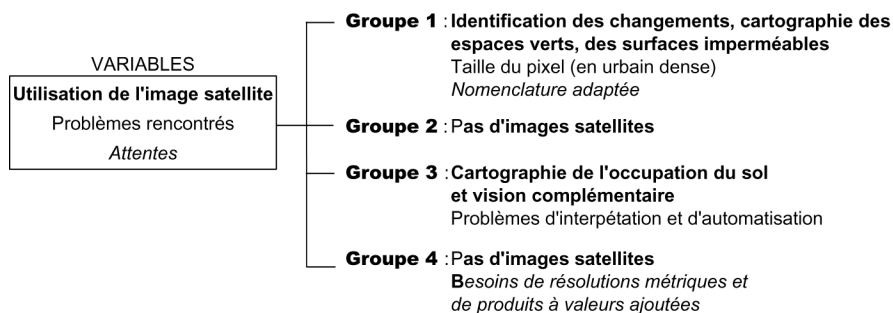 VARIABLES
Utilisation de l'image satellite
Problèmes rencontrés
Attentes
Groupe 1 : Identification des changements, cartographie des
espaces verts, des surfaces imperméables
Taille du pixel (en urbain dense)
Nomenclature adaptée
Groupe 2 : Pas d'images satellites
Groupe 3 : Cartographie de l'occupation du sol
et vision complémentaire
Problèmes d'interpétation et d'automatisation
Groupe 4 : Pas d'images satellites
Besoins de résolutions métriques et
de produits à valeurs ajoutées